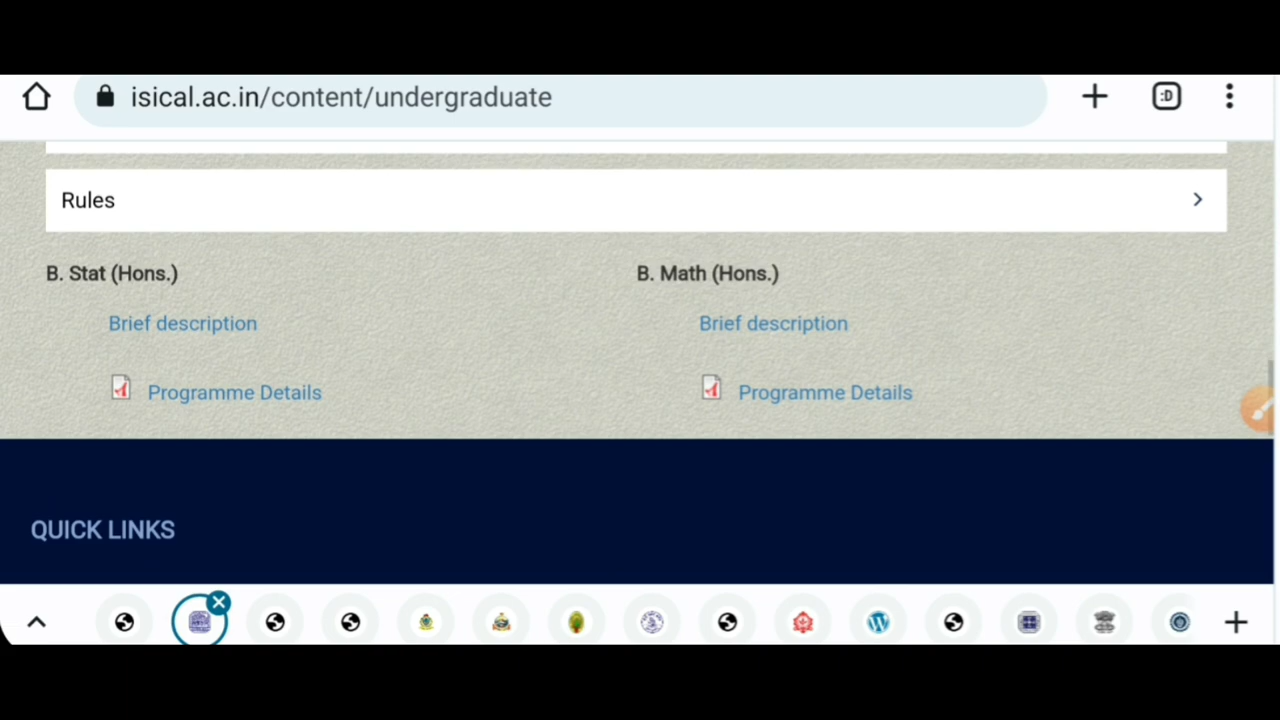 :D
isical.ac.in/content/undergraduate
Rules
B. Stat (Hons.)
Brief description
Programme Details
B. Math (Hons.)
Brief description
Programme Details
QUICK LINKS